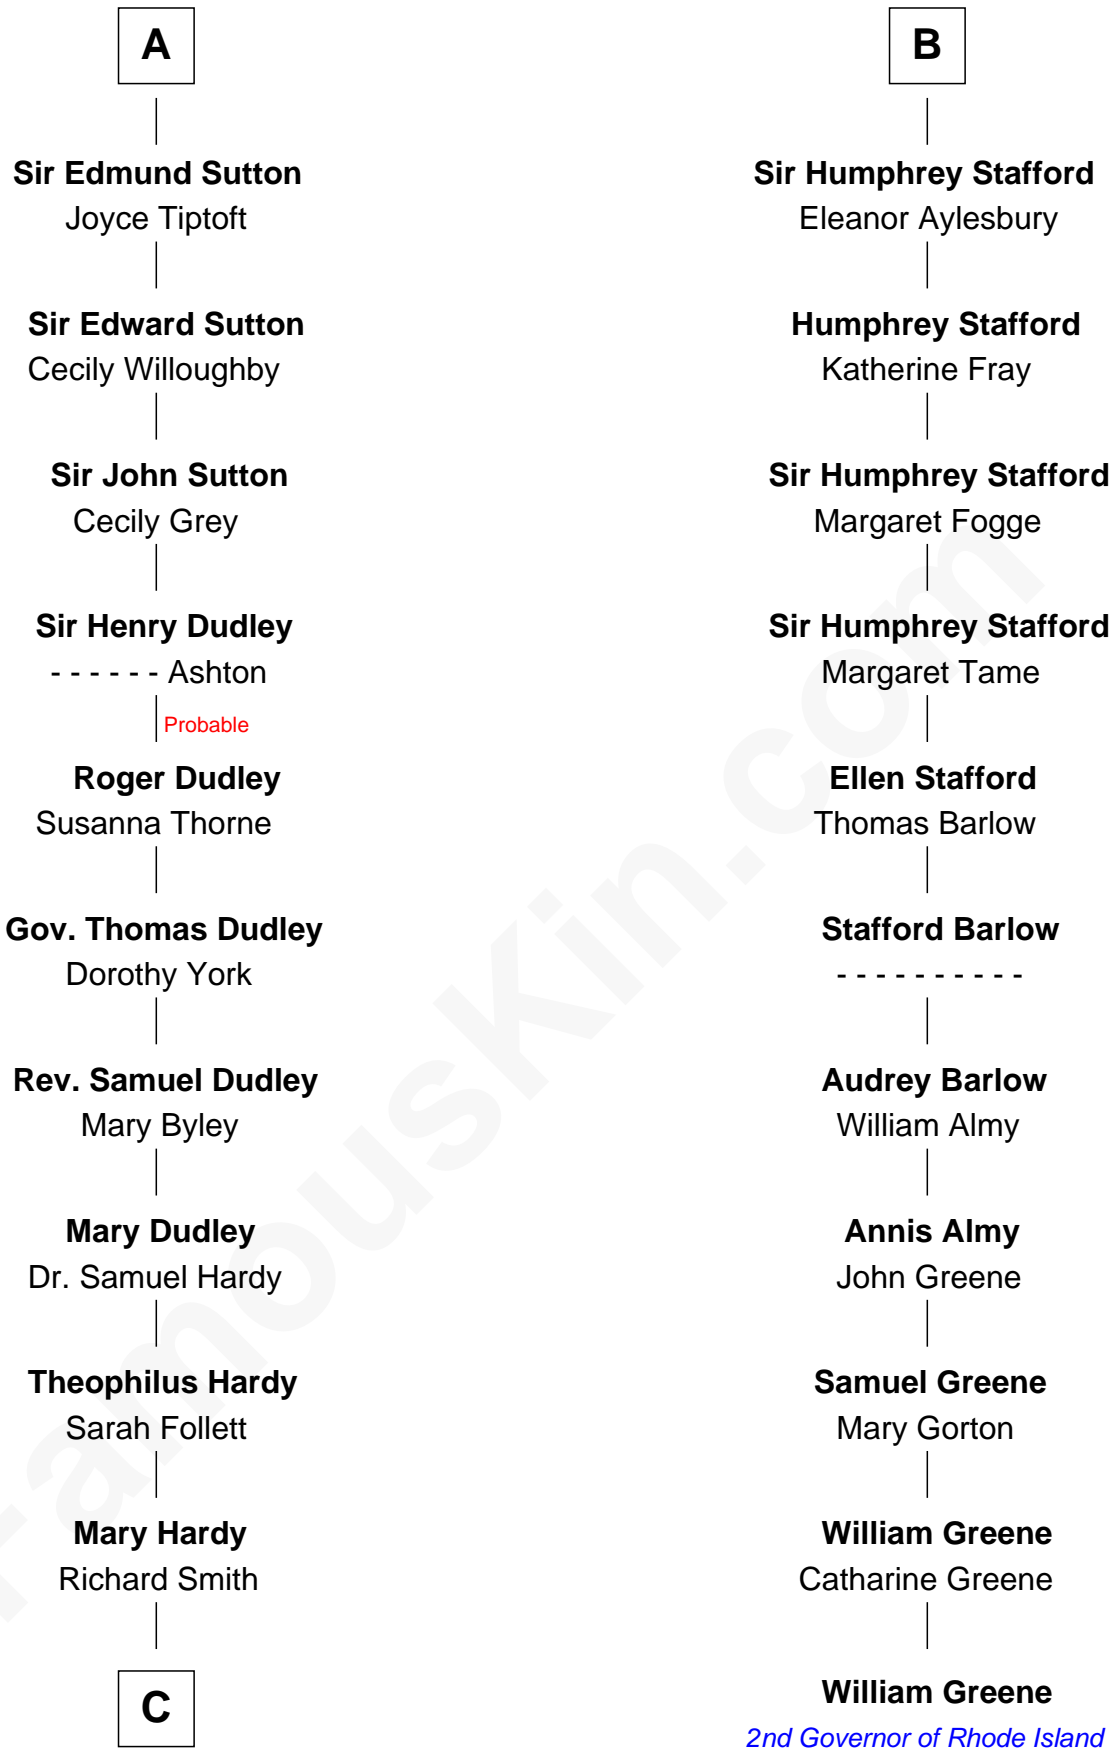 A
Sir Edmund Sutton
Joyce Tiptoft
Sir Edward Sutton
Cecily Willoughby
Sir John Sutton
Cecily Grey
Sir Henry Dudley
- - - - - - Ashton
Probable
Roger Dudley
Susanna Thorne
Gov. Thomas Dudley
Dorothy York
Rev. Samuel Dudley
Mary Byley
Mary Dudley
Dr. Samuel Hardy
Theophilus Hardy
Sarah Follett
Mary Hardy
Richard Smith
C
B
Sir Humphrey Stafford
Eleanor Aylesbury
Humphrey Stafford
Katherine Fray
Sir Humphrey Stafford
Margaret Fogge
Sir Humphrey Stafford
Margaret Tame
Ellen Stafford
Thomas Barlow
Stafford Barlow
- - - - - - - - - -
Audrey Barlow
William Almy
Annis Almy
John Greene
Samuel Greene
Mary Gorton
William Greene
Catharine Greene
William Greene
2nd Governor of Rhode Island
FamousKin.com